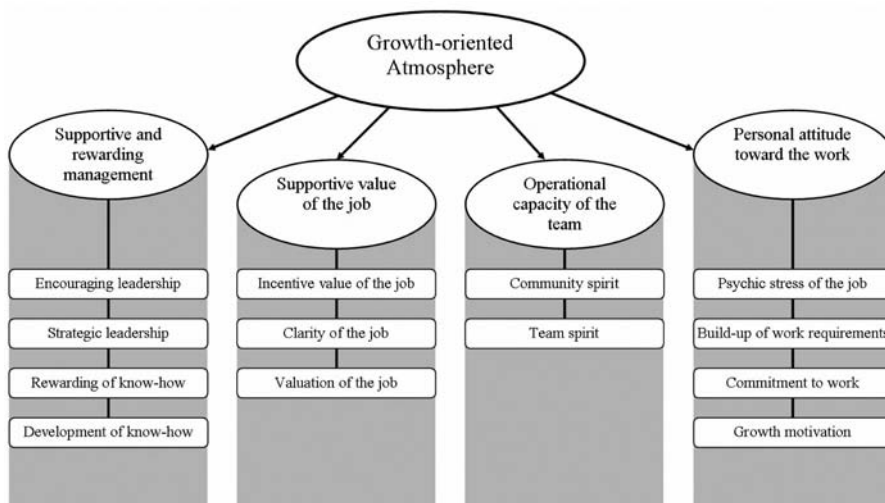 Growth-oriented
Atmosphere
Supportive and
rewarding
management
Supportive value
of the job
Operational
capacity of the
team
Personal attitude
toward the work
Encouraging leadership
Strategic leadership
Rewarding of know-how
Development of know-how
Incentive value of the job
Clarity of the job
Valuation of the job
Community spirit
Team spirit
Psychic stress of the job
Build-up of work requirements
Commitment to work
Growth motivation